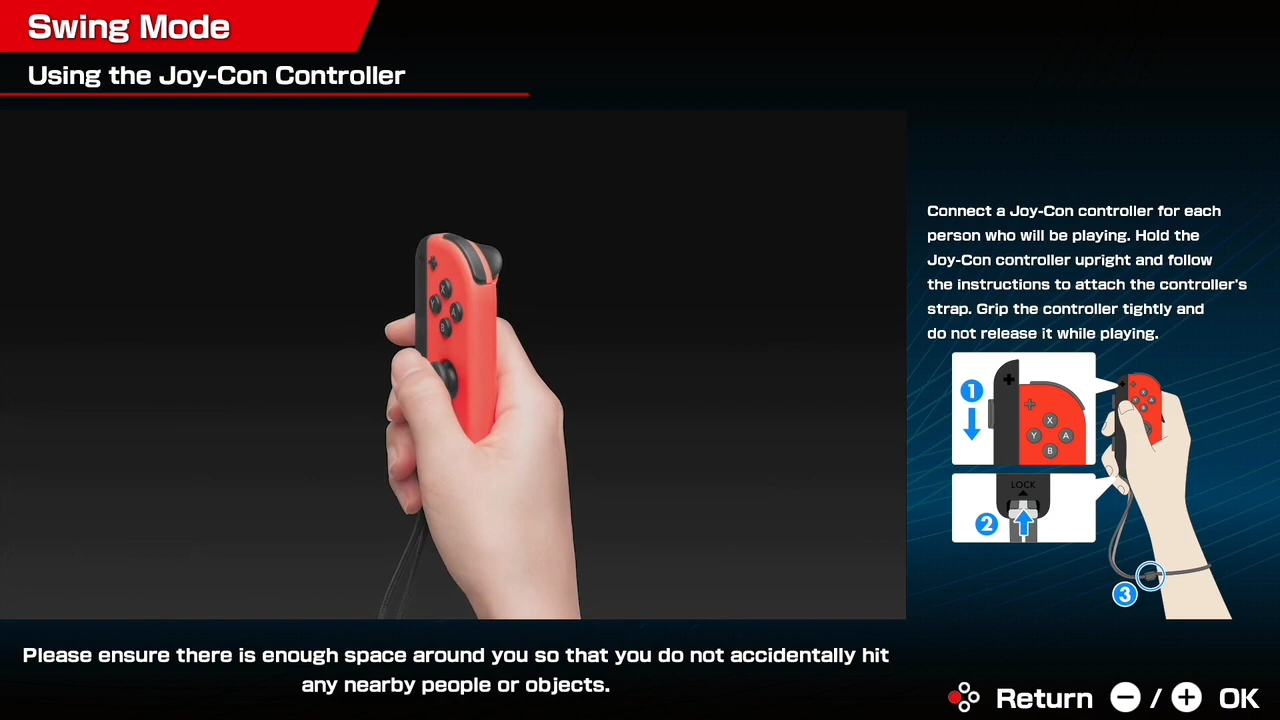 Swing Mode
Using the Joy-Con Controller
Connect a Joy-Con controller for each
person who will be playing. Hold the
Joy-Con controller upright and follow
the instructions to attach the controller's
strap. Grip the controller tightly and
do not release it while playing.
X
Y A
B
1
X
Y A
B
LOCK
2
3
Please ensure there is enough space around you so that you do not accidentally hit
any nearby people or objects.
Return - / + OK